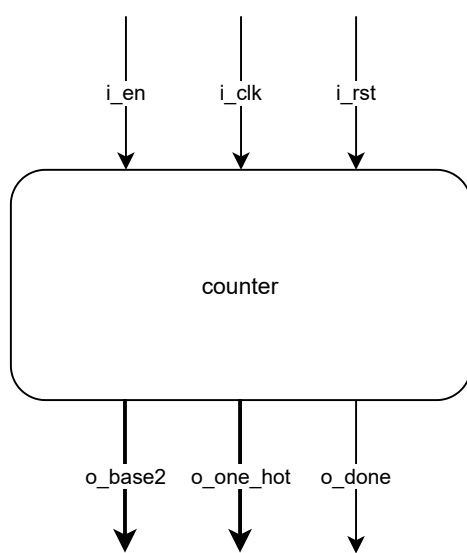 i_en i_clk i_rst
counter
o_base2 o_one_hot o_done